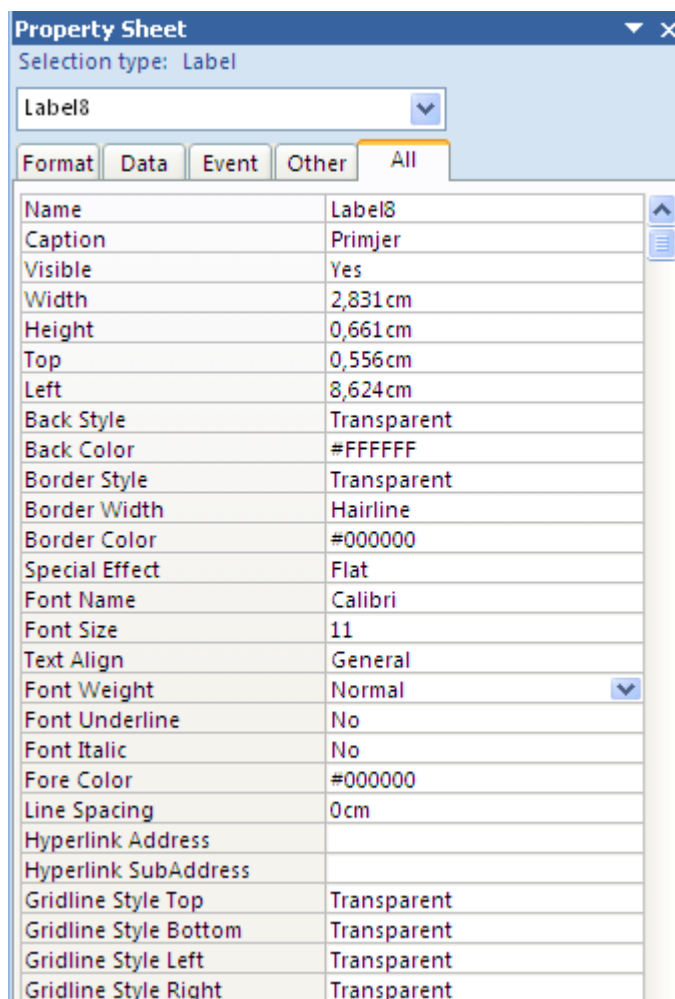 Property Sheet
Selection type: Label
Label8
Format Data Event Other All
Name Label8
Caption Primjer
Visible Yes
Width 2,831cm
Height 0,661cm
Top 0,556cm
Left 8,624cm
Back Style Transparent
Back Color #FFFFFF
Border Style Transparent
Border Width Hairline
Border Color #000000
Special Effect Flat
Font Name Calibri
Font Size 11
Text Align General
Font Weight Normal
Font Underline No
Font Italic No
Fore Color #000000
Line Spacing 0cm
Hyperlink Address
Hyperlink SubAddress
Gridline Style Top Transparent
Gridline Style Bottom Transparent
Gridline Style Left Transparent
Gridline Style Right Transparent